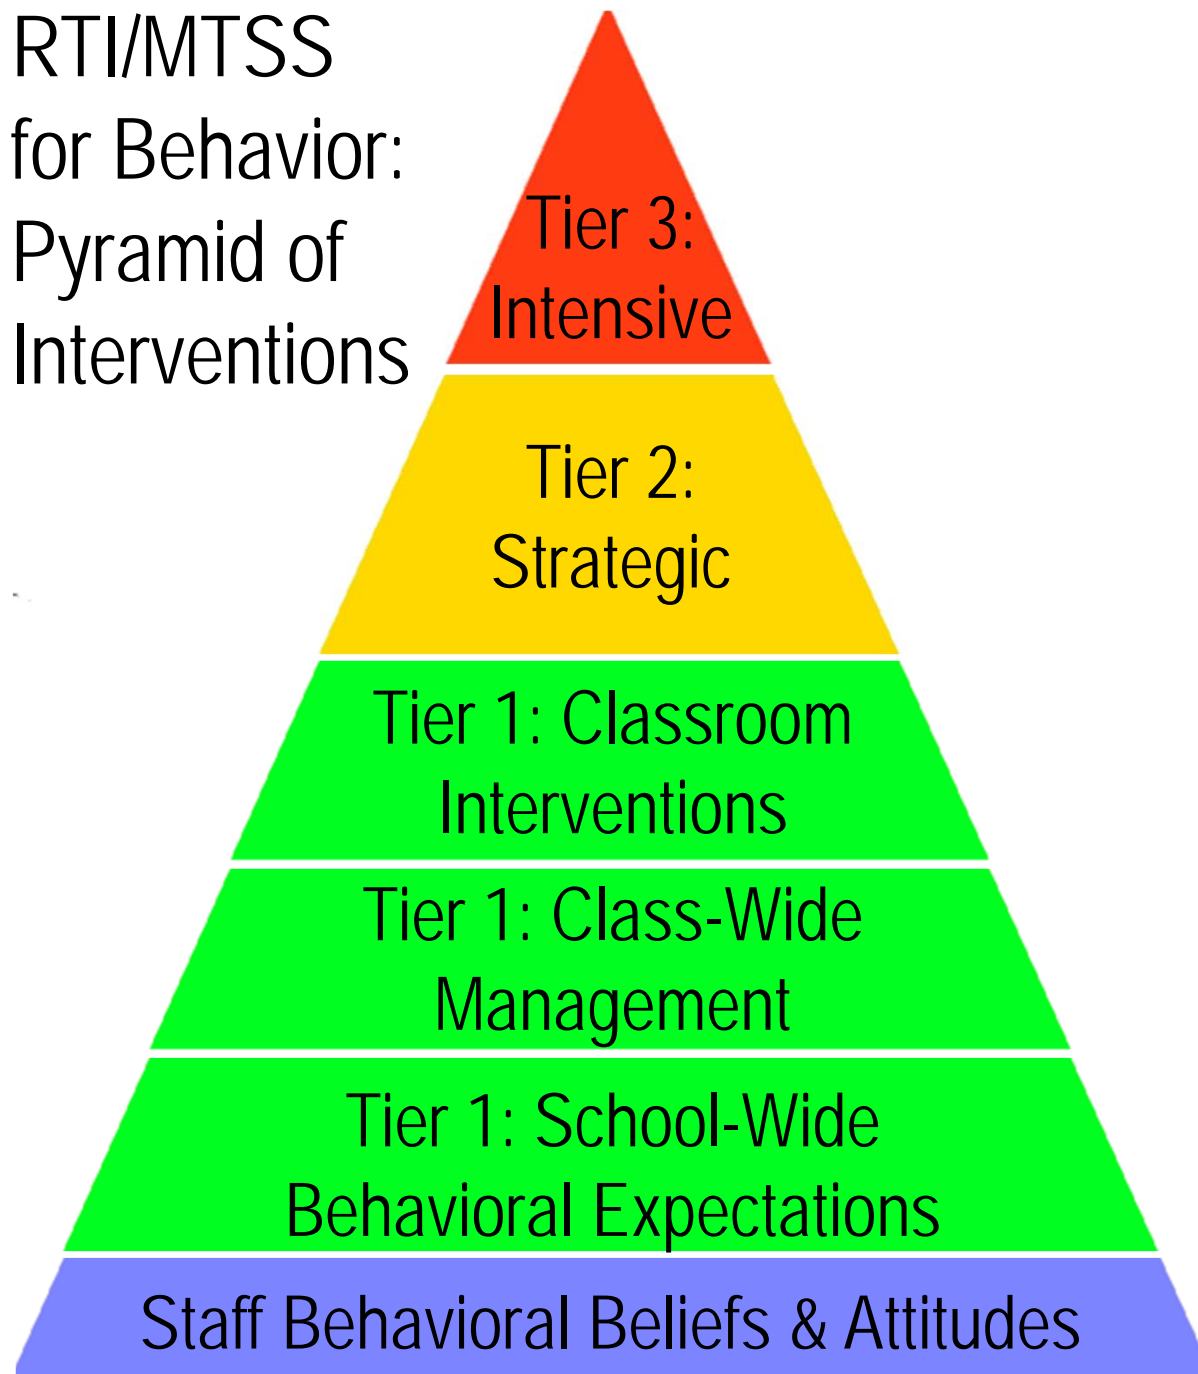 RTI/MTSS
for Behavior:
Pyramid of
Interventions
Tier 3:
Intensive
Tier 2:
Strategic
Tier 1: Classroom
Interventions
Tier 1: Class-Wide
Management
Tier 1: School-Wide
Behavioral Expectations
Staff Behavioral Beliefs & Attitudes